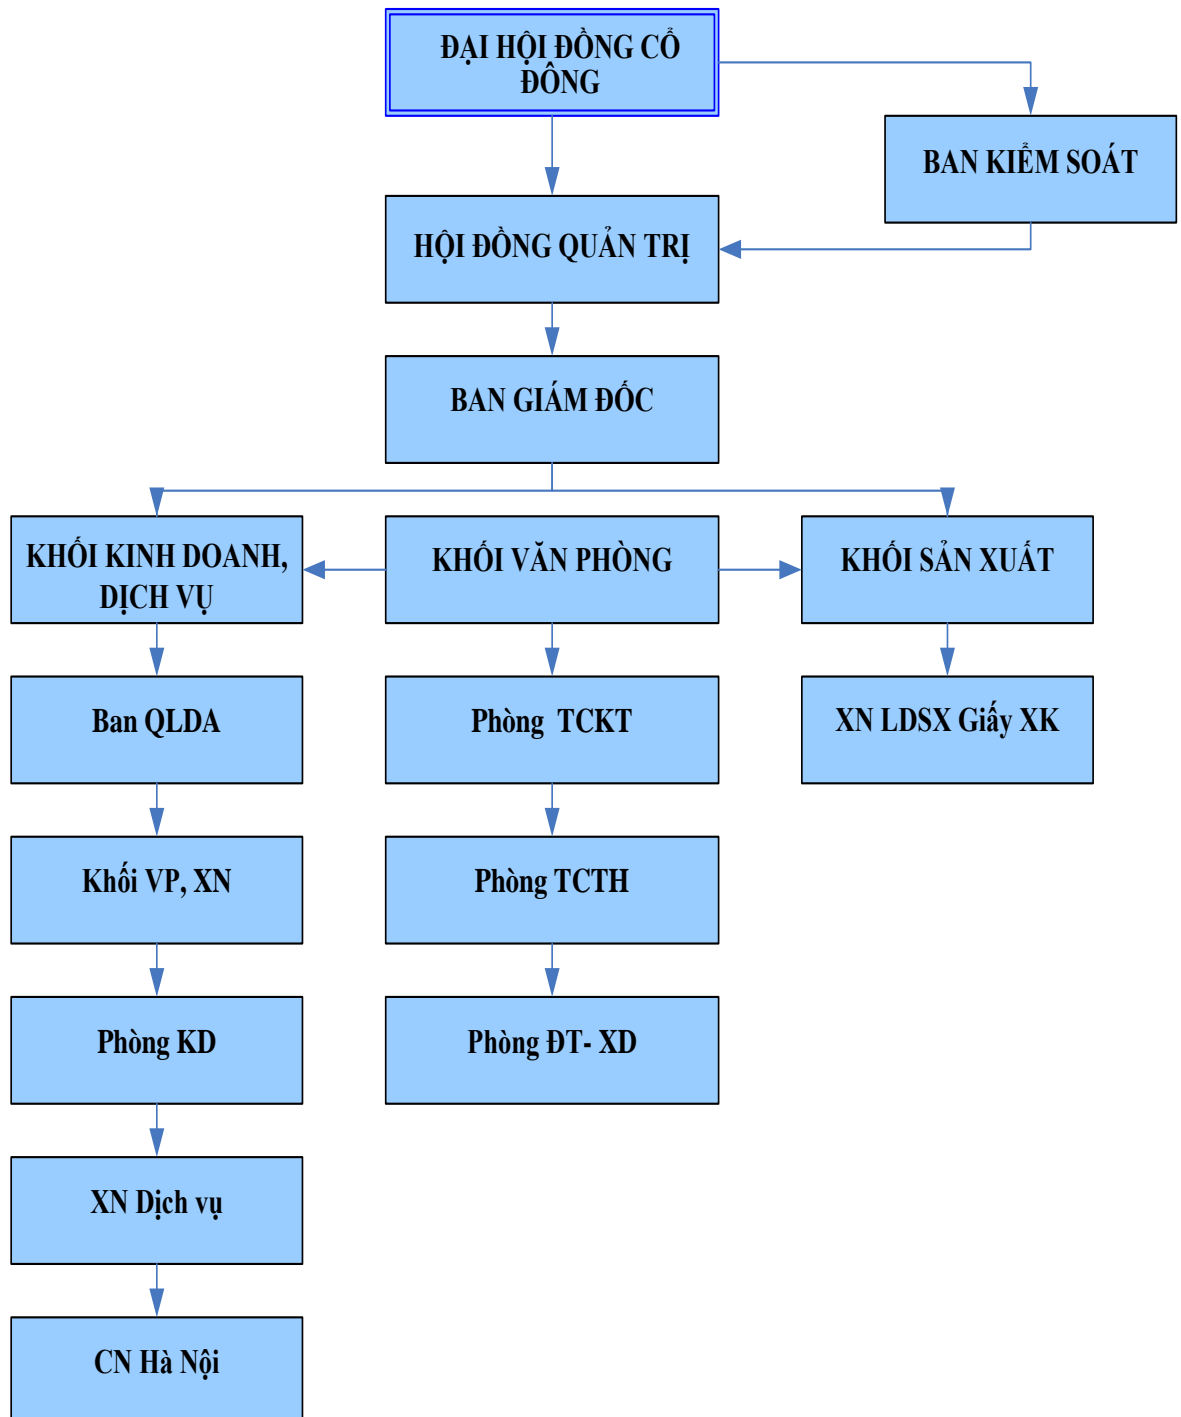 ĐẠI HỘI ĐỒNG CỔ
ĐÔNG
BAN KIỂM SOÁT
HỘI ĐỒNG QUẢN TRỊ
BAN GIÁM ĐỐC
KHỐI KINH DOANH,
DỊCH VỤ
KHỐI VĂN PHÒNG
KHỐI SẢN XUẤT
Ban QLDA
Phòng TCKT
XN LDSX Giấy XK
Khối VP, XN
Phòng TCTH
Phòng KD
Phòng ĐT- XD
XN Dịch vụ
CN Hà Nội